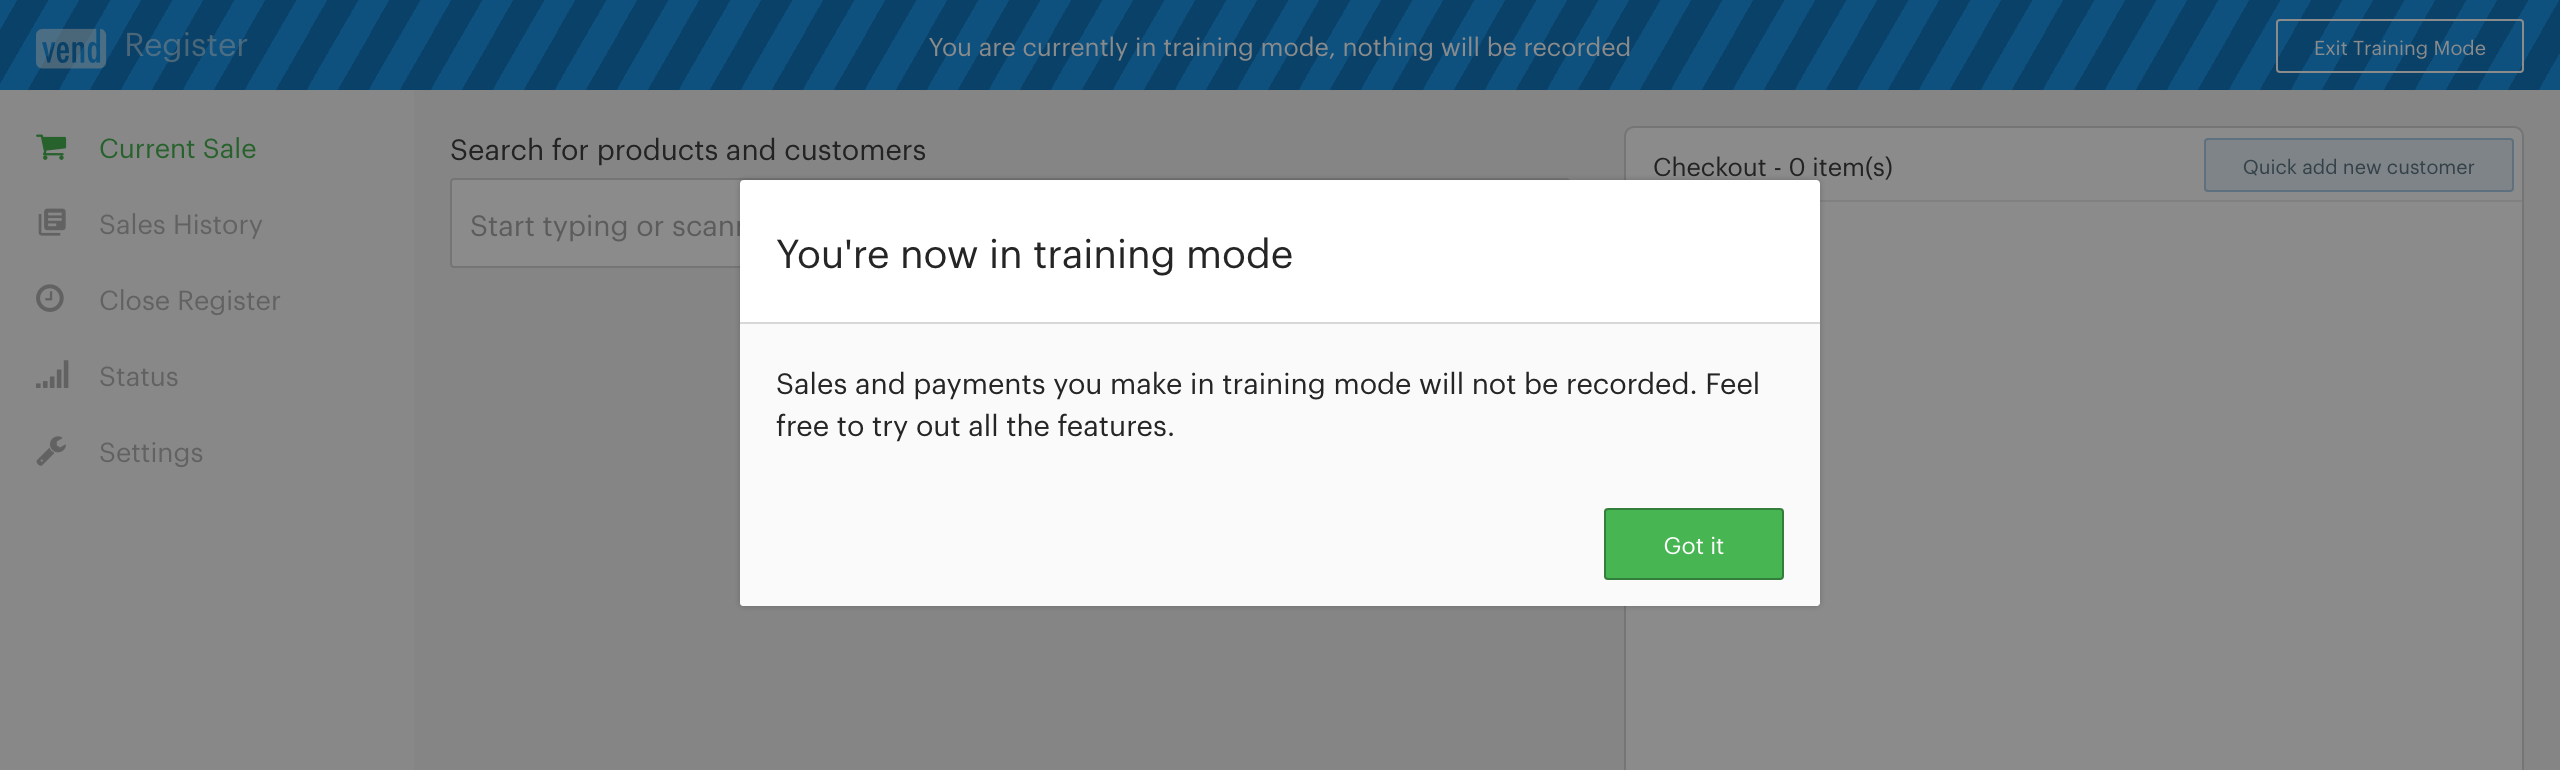 vend Register
You are currently in training mode, nothing will be recorded
Exit Training Mode
Current Sale
Sales History
Close Register
Status
Settings
Search for products and customers
Start typing or scann
Checkout - 0 item(s)
Quick add new customer
You're now in training mode
Sales and payments you make in training mode will not be recorded. Feel
free to try out all the features.
Got it